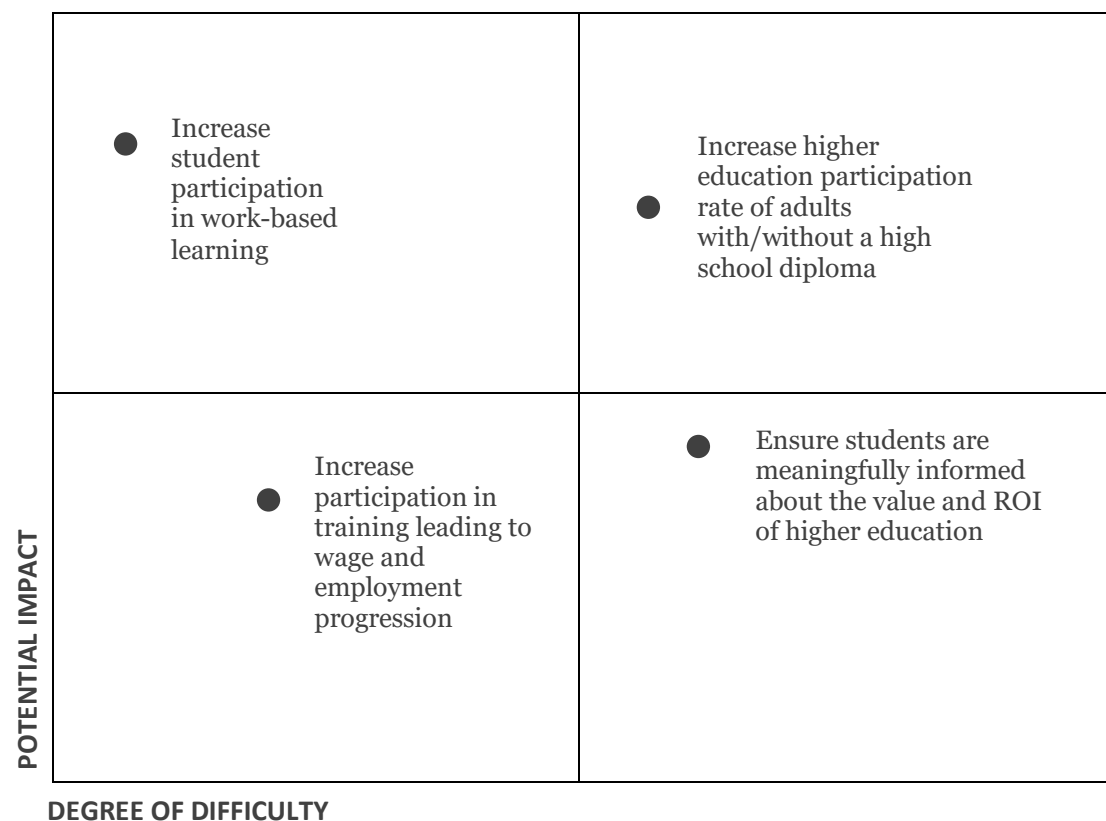 Increase
student
participation
in work-based
learning
Increase higher
education participation
rate of adults
with/without a high
school diploma
Increase
participation in
training leading to
wage and
employment
progression
Ensure students are
meaningfully informed
about the value and ROI
of higher education
POTENTIAL IMPACT
DEGREE OF DIFFICULTY